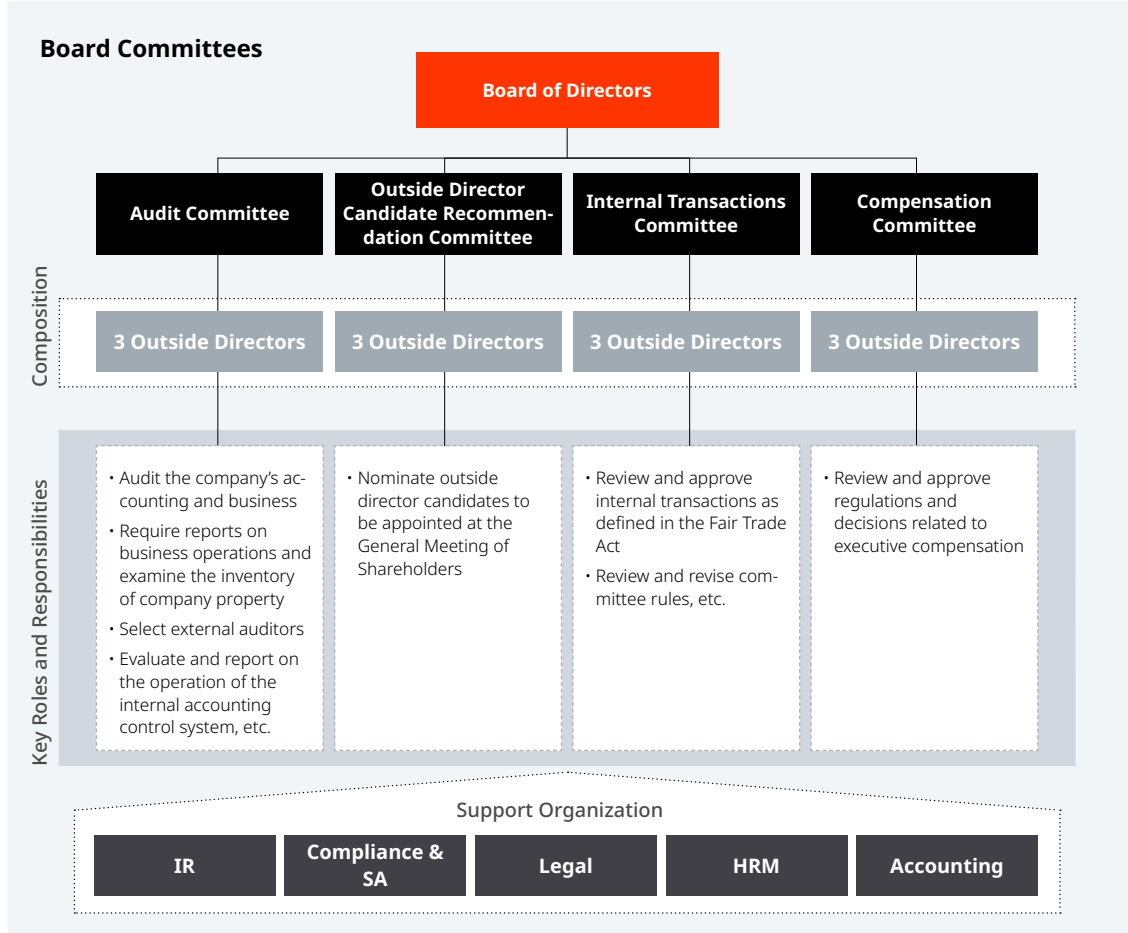 Board Committees
Board of Directors
Audit Committee
Outside Director
Candidate Recommen-
dation Committee
Internal Transactions
Committee
Compensation
Committee
Composition
3 Outside Directors
3 Outside Directors
3 Outside Directors
3 Outside Directors
Key Roles and Responsibilities
• Audit the company’s ac-
counting and business
• Require reports on
business operations and
examine the inventory
of company property
• Select external auditors
• Evaluate and report on
the operation of the
internal accounting
control system, etc.
• Nominate outside
director candidates to
be appointed at the
General Meeting of
Shareholders
• Review and approve
internal transactions as
defined in the Fair Trade
Act
• Review and revise com-
mittee rules, etc.
• Review and approve
regulations and
decisions related to
executive compensation
Support Organization
IR
Compliance &
SA
Legal
HRM
Accounting